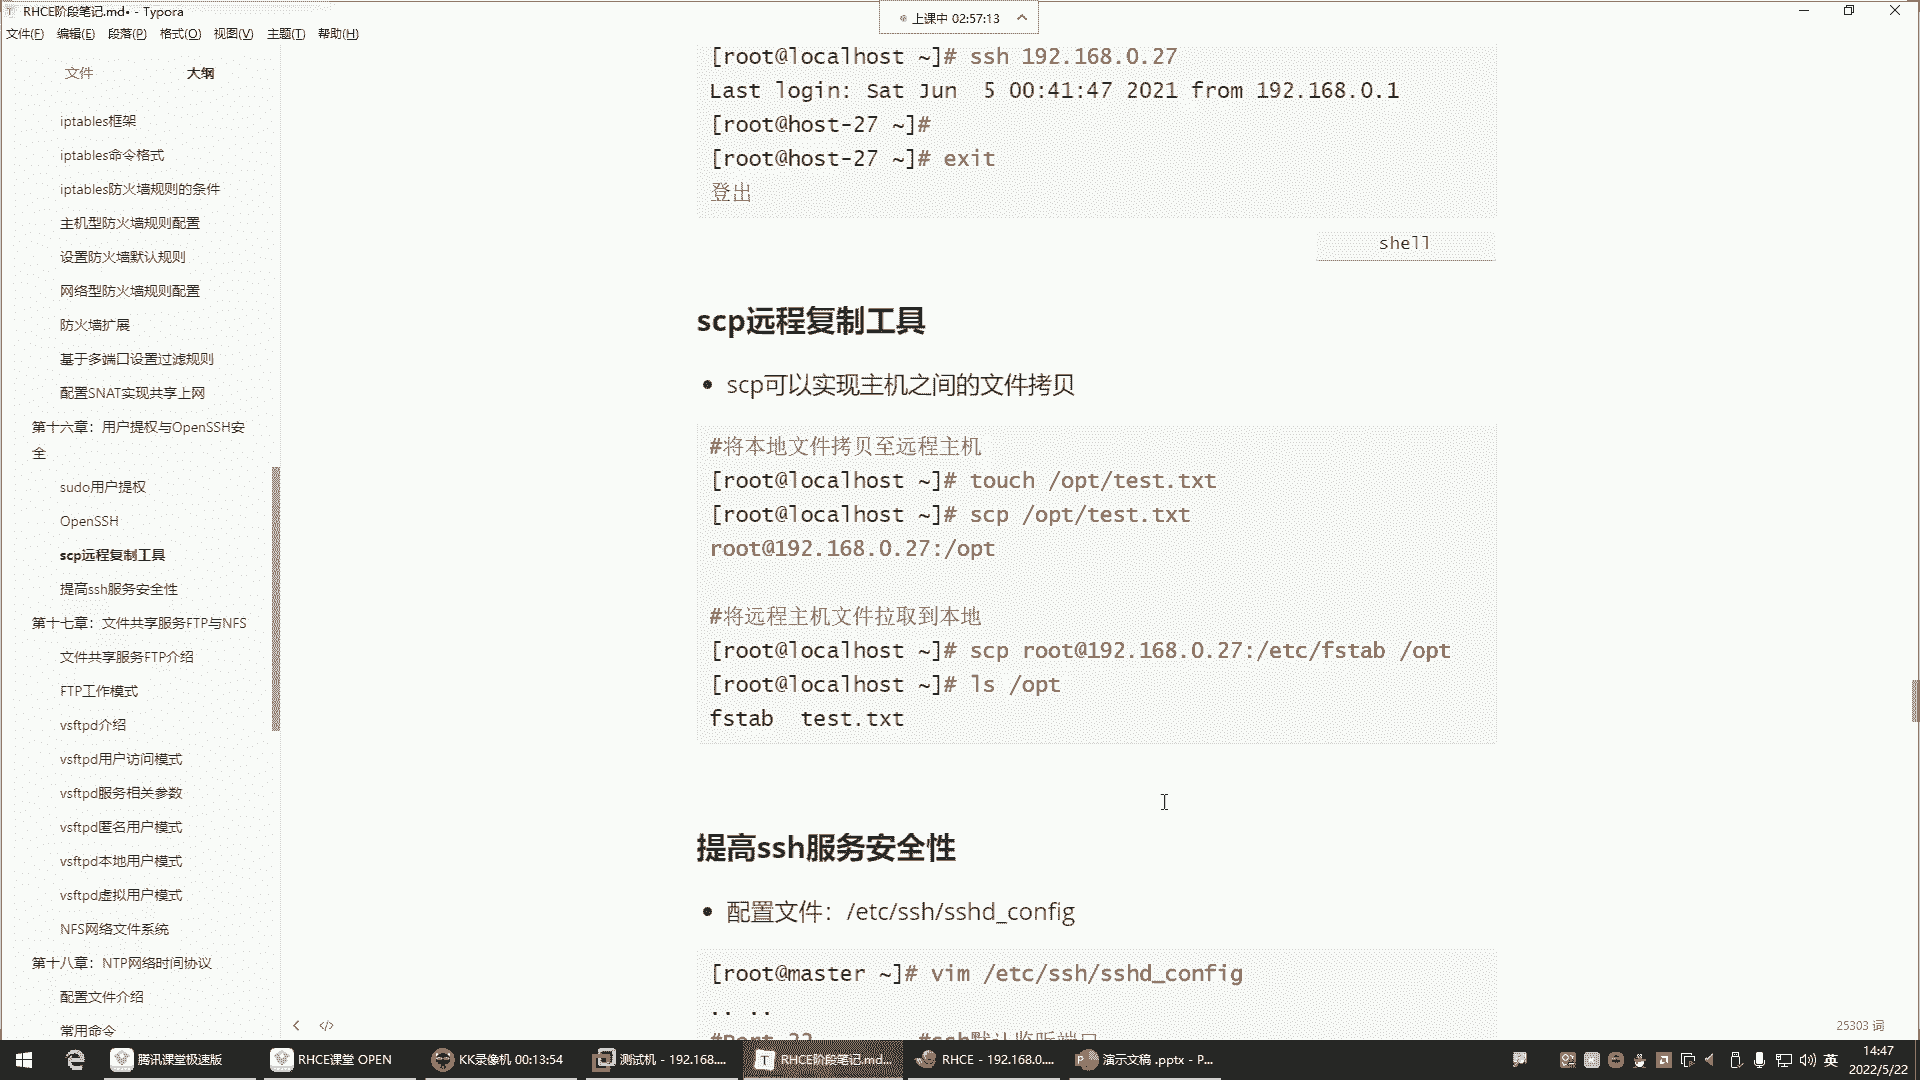 RHCE阶段笔记.md• - Typora
上课中 02:57:13
文件(F) 编辑(E) 段落(P) 格式(O) 视图(V) 主题(T) 帮助(H)
文件 大纲
iptables框架
iptables命令格式
iptables防火墙规则的条件
主机型防火墙规则配置
设置防火墙默认规则
网络型防火墙规则配置
防火墙扩展
基于多端口设置过滤规则
配置SNAT实现共享上网
第十六章：用户提权与OpenSSH安
全
sudo用户提权
OpenSSH
scp远程复制工具
提高ssh服务安全性
第十七章：文件共享服务FTP与NFS
文件共享服务FTP介绍
FTP工作模式
vsftpd介绍
vsftpd用户访问模式
vsftpd服务相关参数
vsftpd匿名用户模式
vsftpd本地用户模式
vsftpd虚拟用户模式
NFS网络文件系统
第十八章：NTP网络时间协议
配置文件介绍
常用命令
[root@localhost ~]# ssh 192.168.0.27
Last login: Sat Jun  5 00:41:47 2021 from 192.168.0.1
[root@host-27 ~]#
[root@host-27 ~]# exit
登出
shell
scp远程复制工具
• scp可以实现主机之间的文件拷贝
#将本地文件拷贝至远程主机
[root@localhost ~]# touch /opt/test.txt
[root@localhost ~]# scp /opt/test.txt
root@192.168.0.27:/opt
#将远程主机文件拉取到本地
[root@localhost ~]# scp root@192.168.0.27:/etc/fstab /opt
[root@localhost ~]# ls /opt
fstab  test.txt
提高ssh服务安全性
• 配置文件：/etc/ssh/sshd_config
[root@master ~]# vim /etc/ssh/sshd_config
.. ..
#Port 22 #ssh默认监听端口
25303 词
腾讯课堂极速版 RHCE课堂 OPEN KK录像机 00:13:54 测试机 - 192.168.... RHCE阶段笔记.md... RHCE - 192.168.0.... 演示文稿 .pptx - P...
英
14:47
2022/5/22